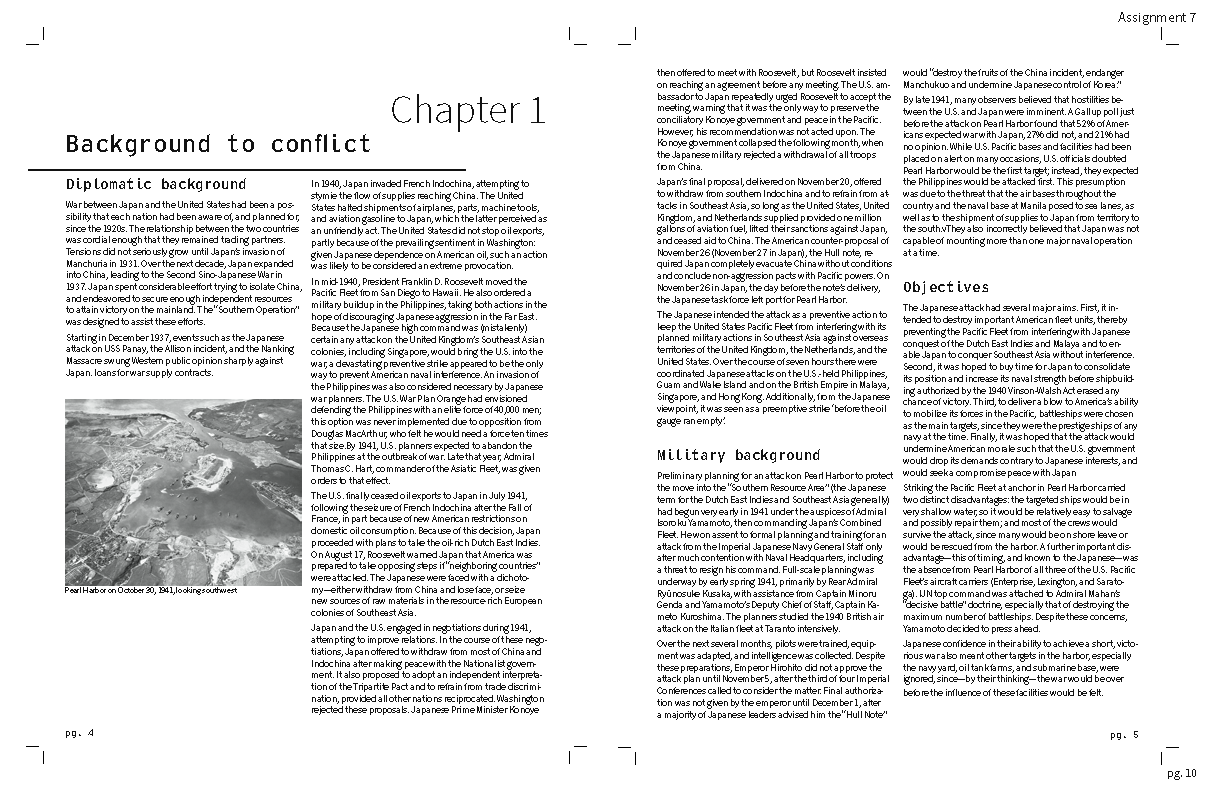 Assignment 7
Chapter 1
Background to conflict
Diplomatic background
War between Japan and the United States had been a pos-
sibility that each nation had been aware of, and planned for,
since the 1920s. The relationship between the two countries
was cordial enough that they remained trading partners.
Tensions did not seriously grow until Japan's invasion of
Manchuria in 1931. Over the next decade, Japan expanded
into China, leading to the Second Sino-Japanese War in
1937. Japan spent considerable effort trying to isolate China,
and endeavored to secure enough independent resources
to attain victory on the mainland. The "Southern Operation"
was designed to assist these efforts.
Starting in December 1937, events such as the Japanese
attack on USS Panay, the Allison incident, and the Nanking
Massacre swung Western public opinion sharply against
Japan. loans for war supply contracts.
Pearl Harbor on October 30, 1941, looking southwest
In 1940, Japan invaded French Indochina, attempting to
stymie the flow of supplies reaching China. The United
States halted shipments of airplanes, parts, machine tools,
and aviation gasoline to Japan, which the latter perceived as
an unfriendly act. The United States did not stop oil exports,
partly because of the prevailing sentiment in Washington:
given Japanese dependence on American oil, such an action
was likely to be considered an extreme provocation.
In mid-1940, President Franklin D. Roosevelt moved the
Pacific Fleet from San Diego to Hawaii. He also ordered a
military buildup in the Philippines, taking both actions in the
hope of discouraging Japanese aggression in the Far East.
Because the Japanese high command was (mistakenly)
certain any attack on the United Kingdom's Southeast Asian
colonies, including Singapore, would bring the U.S. into the
war, a devastating preventive strike appeared to be the only
way to prevent American naval interference. An invasion of
the Philippines was also considered necessary by Japanese
war planners. The U.S. War Plan Orange had envisioned
defending the Philippines with an elite force of 40,000 men;
this option was never implemented due to opposition from
Douglas MacArthur, who felt he would need a force ten times
that size.By 1941, U.S. planners expected to abandon the
Philippines at the outbreak of war. Late that year, Admiral
Thomas C. Hart, commander of the Asiatic Fleet, was given
orders to that effect.
The U.S. finally ceased oil exports to Japan in July 1941,
following the seizure of French Indochina after the Fall of
France, in part because of new American restrictions on
domestic oil consumption. Because of this decision, Japan
proceeded with plans to take the oil-rich Dutch East Indies.
On August 17, Roosevelt warned Japan that America was
prepared to take opposing steps if "neighboring countries"
were attacked. The Japanese were faced with a dichoto-
my—either withdraw from China and lose face, or seize
new sources of raw materials in the resource-rich European
colonies of Southeast Asia.
Japan and the U.S. engaged in negotiations during 1941,
attempting to improve relations. In the course of these nego-
tiations, Japan offered to withdraw from most of China and
Indochina after making peace with the Nationalist govern-
ment. It also proposed to adopt an independent interpreta-
tion of the Tripartite Pact and to refrain from trade discrimi-
nation, provided all other nations reciprocated. Washington
rejected these proposals. Japanese Prime Minister Konoye
pg. 4
then offered to meet with Roosevelt, but Roosevelt insisted
on reaching an agreement before any meeting. The U.S. am-
bassador to Japan repeatedly urged Roosevelt to accept the
meeting, warning that it was the only way to preserve the
conciliatory Konoye government and peace in the Pacific.
However, his recommendation was not acted upon. The
Konoye government collapsed the following month, when
the Japanese military rejected a withdrawal of all troops
from China.
Japan's final proposal, delivered on November 20, offered
to withdraw from southern Indochina and to refrain from at-
tacks in Southeast Asia, so long as the United States, United
Kingdom, and Netherlands supplied provided one million
gallons of aviation fuel, lifted their sanctions against Japan,
and ceased aid to China. The American counter-proposal of
November 26 (November 27 in Japan), the Hull note, re-
quired Japan completely evacuate China without conditions
and conclude non-aggression pacts with Pacific powers. On
November 26 in Japan, the day before the note's delivery,
the Japanese task force left port for Pearl Harbor.
The Japanese intended the attack as a preventive action to
keep the United States Pacific Fleet from interfering with its
planned military actions in Southeast Asia against overseas
territories of the United Kingdom, the Netherlands, and the
United States. Over the course of seven hours there were
coordinated Japanese attacks on the U.S.-held Philippines,
Guam and Wake Island and on the British Empire in Malaya,
Singapore, and Hong Kong. Additionally, from the Japanese
viewpoint, it was seen as a preemptive strike 'before the oil
gauge ran empty'.
Military background
Preliminary planning for an attack on Pearl Harbor to protect
the move into the "Southern Resource Area" (the Japanese
term for the Dutch East Indies and Southeast Asia generally)
had begun very early in 1941 under the auspices of Admiral
Isoroku Yamamoto, then commanding Japan's Combined
Fleet. He won assent to formal planning and training for an
attack from the Imperial Japanese Navy General Staff only
after much contention with Naval Headquarters, including
a threat to resign his command. Full-scale planning was
underway by early spring 1941, primarily by Rear Admiral
Ryūnosuke Kusaka, with assistance from Captain Minoru
Genda and Yamamoto's Deputy Chief of Staff, Captain Ka-
meto Kuroshima. The planners studied the 1940 British air
attack on the Italian fleet at Taranto intensively.
Over the next several months, pilots were trained, equip-
ment was adapted, and intelligence was collected. Despite
these preparations, Emperor Hirohito did not approve the
attack plan until November 5, after the third of four Imperial
Conferences called to consider the matter. Final authoriza-
tion was not given by the emperor until December 1, after
a majority of Japanese leaders advised him the "Hull Note"
would "destroy the fruits of the China incident, endanger
Manchukuo and undermine Japanese control of Korea."
By late 1941, many observers believed that hostilities be-
tween the U.S. and Japan were imminent. A Gallup poll just
before the attack on Pearl Harbor found that 52% of Amer-
icans expected war with Japan, 27% did not, and 21% had
no opinion. While U.S. Pacific bases and facilities had been
placed on alert on many occasions, U.S. officials doubted
Pearl Harbor would be the first target; instead, they expected
the Philippines would be attacked first. This presumption
was due to the threat that the air bases throughout the
country and the naval base at Manila posed to sea lanes, as
well as to the shipment of supplies to Japan from territory to
the south.vThey also incorrectly believed that Japan was not
capable of mounting more than one major naval operation
at a time.
Objectives
The Japanese attack had several major aims. First, it in-
tended to destroy important American fleet units, thereby
preventing the Pacific Fleet from interfering with Japanese
conquest of the Dutch East Indies and Malaya and to en-
able Japan to conquer Southeast Asia without interference.
Second, it was hoped to buy time for Japan to consolidate
its position and increase its naval strength before shipbuild-
ing authorized by the 1940 Vinson-Walsh Act erased any
chance of victory. Third, to deliver a blow to America's ability
to mobilize its forces in the Pacific, battleships were chosen
as the main targets, since they were the prestige ships of any
navy at the time. Finally, it was hoped that the attack would
undermine American morale such that the U.S. government
would drop its demands contrary to Japanese interests, and
would seek a compromise peace with Japan
Striking the Pacific Fleet at anchor in Pearl Harbor carried
two distinct disadvantages: the targeted ships would be in
very shallow water, so it would be relatively easy to salvage
and possibly repair them; and most of the crews would
survive the attack, since many would be on shore leave or
would be rescued from the harbor. A further important dis-
advantage—this of timing, and known to the Japanese—was
the absence from Pearl Harbor of all three of the U.S. Pacific
Fleet's aircraft carriers (Enterprise, Lexington, and Sarato-
ga). IJN top command was attached to Admiral Mahan's
"decisive battle" doctrine, especially that of destroying the
maximum number of battleships. Despite these concerns,
Yamamoto decided to press ahead.
Japanese confidence in their ability to achieve a short, victo-
rious war also meant other targets in the harbor, especially
the navy yard, oil tank farms, and submarine base, were
ignored, since—by their thinking—the war would be over
before the influence of these facilities would be felt.
pg. 5
pg. 10